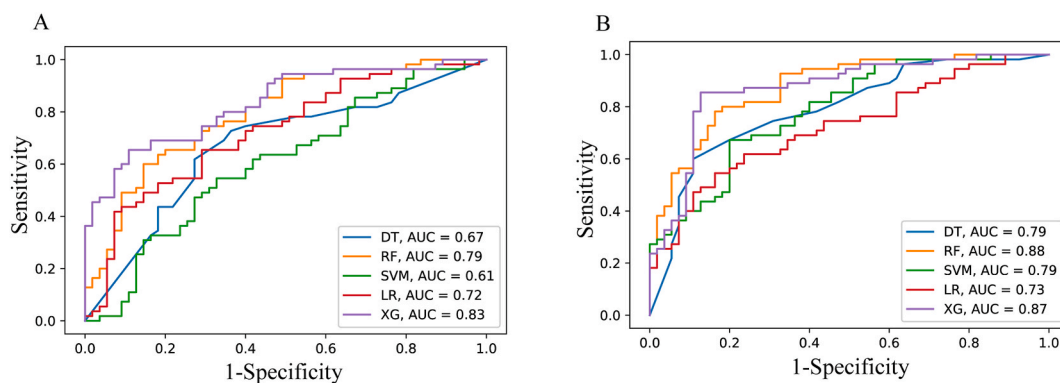 A
Sensitivity
1.0
0.8
0.6
0.4
0.2
0.0
DT, AUC = 0.67
RF, AUC = 0.79
SVM, AUC = 0.61
LR, AUC = 0.72
XG, AUC = 0.83
0.0 0.2 0.4 0.6 0.8 1.0
1-Specificity
B
Sensitivity
1.0
0.8
0.6
0.4
0.2
0.0
DT, AUC = 0.79
RF, AUC = 0.88
SVM, AUC = 0.79
LR, AUC = 0.73
XG, AUC = 0.87
0.0 0.2 0.4 0.6 0.8 1.0
1-Specificity